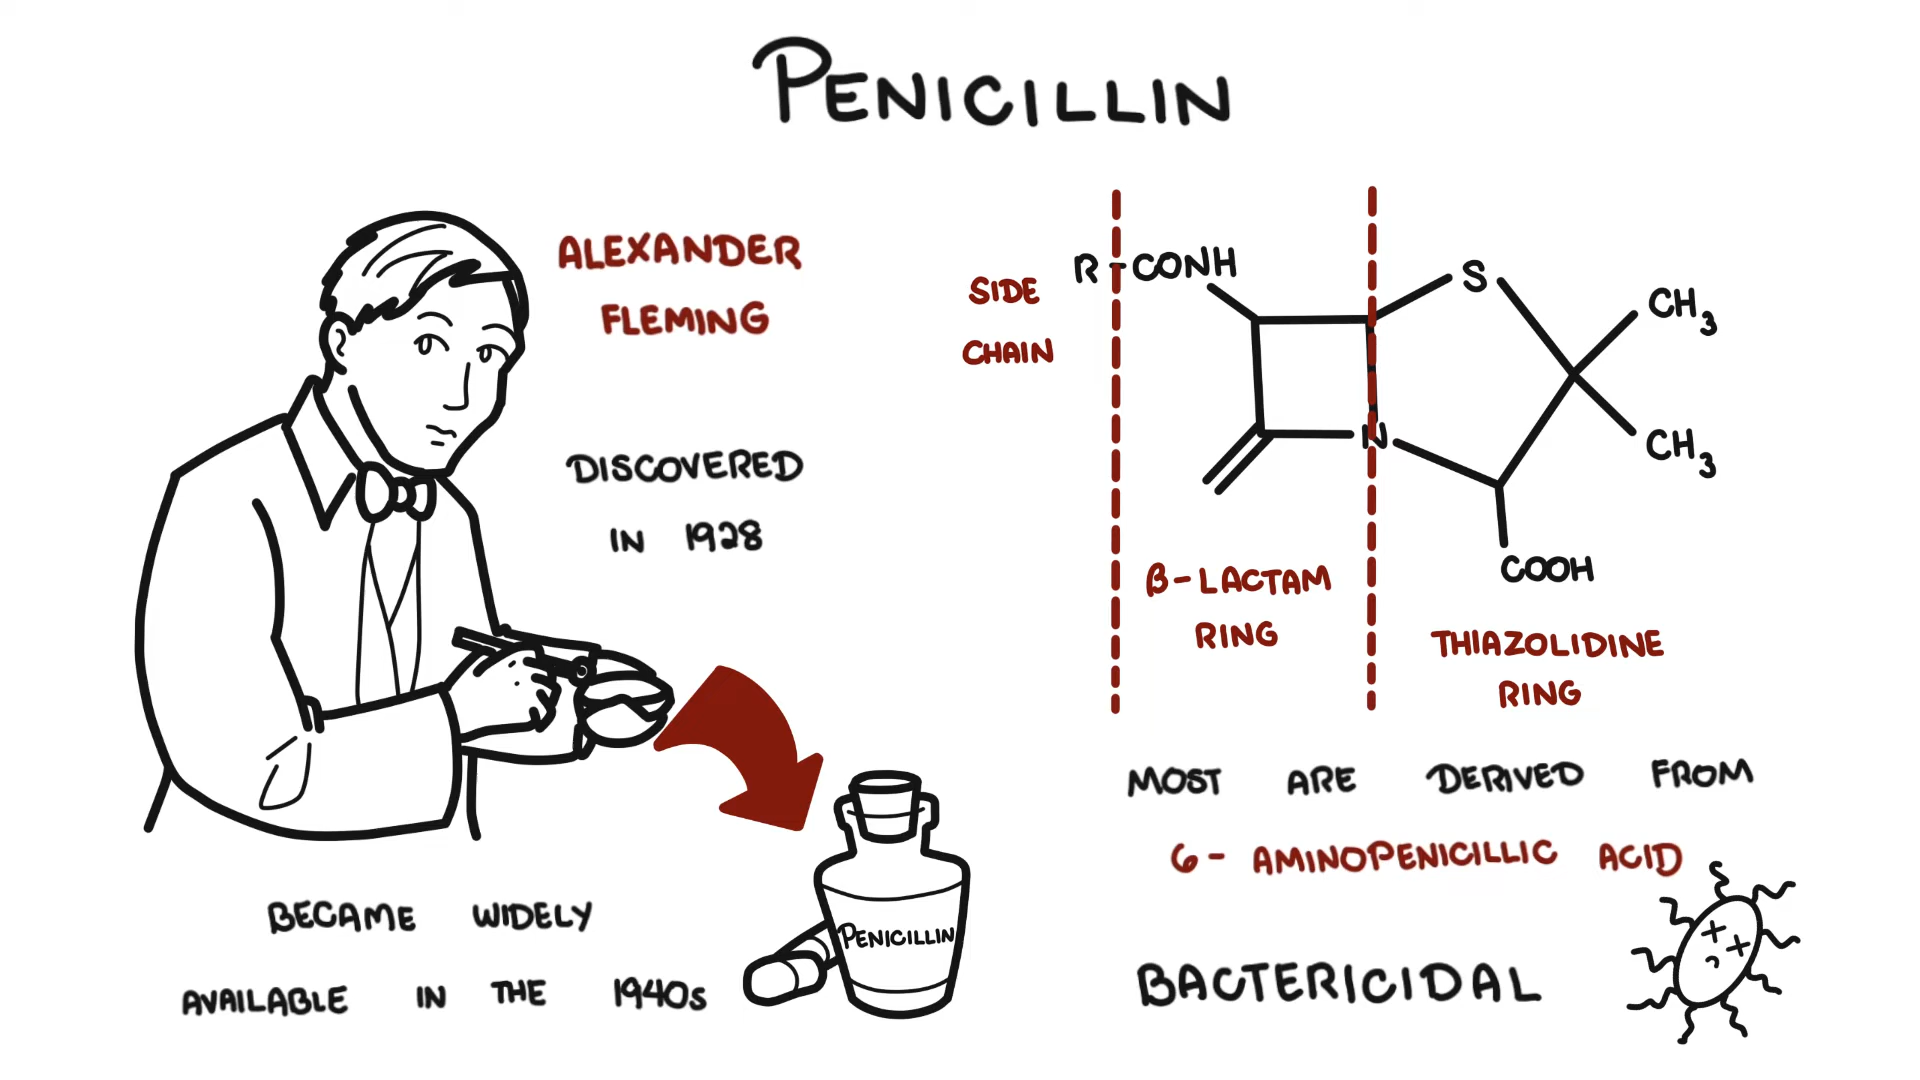 PENICILLIN
ALEXANDER
FLEMING
DISCOVERED
IN 1928
BECAME WIDELY
AVAILABLE IN THE 1940s
PENICILLIN
SIDE
CHAIN
R-CONH
S
CH3
CH3
N
COOH
β-LACTAM
RING
THIAZOLIDINE
RING
MOST ARE DERIVED FROM
6- AMINOPENICILLIC ACID
BACTERICIDAL